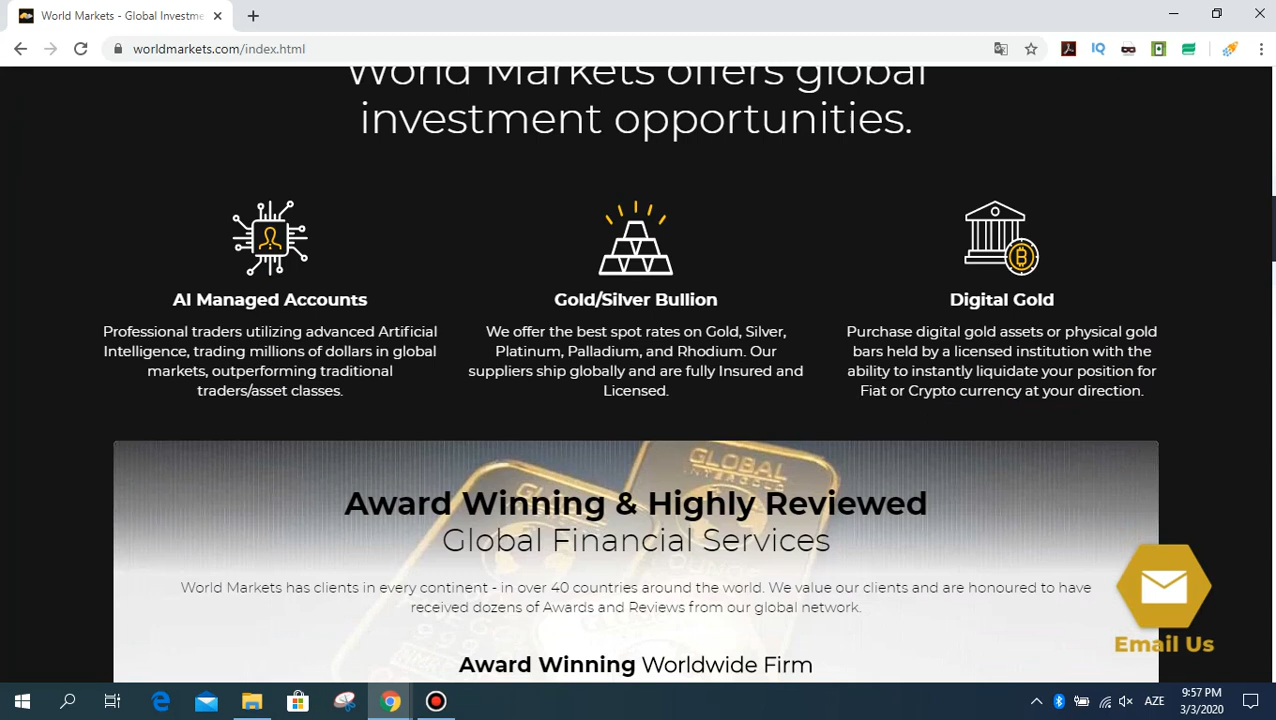 World Markets - Global Investme
worldmarkets.com/index.html
World Markets offers global
investment opportunities.
AI Managed Accounts
Professional traders utilizing advanced Artificial
Intelligence, trading millions of dollars in global
markets, outperforming traditional
traders/asset classes.
Gold/Silver Bullion
We offer the best spot rates on Gold, Silver,
Platinum, Palladium, and Rhodium. Our
suppliers ship globally and are fully Insured and
Licensed.
Digital Gold
Purchase digital gold assets or physical gold
bars held by a licensed institution with the
ability to instantly liquidate your position for
Fiat or Crypto currency at your direction.
GLOBAL
INTERGOLD
Award Winning & Highly Reviewed
Global Financial Services
World Markets has clients in every continent - in over 40 countries around the world. We value our clients and are honoured to have
received dozens of Awards and Reviews from our global network.
Award Winning Worldwide Firm
Email Us
AZE
9:57 PM
3/3/2020